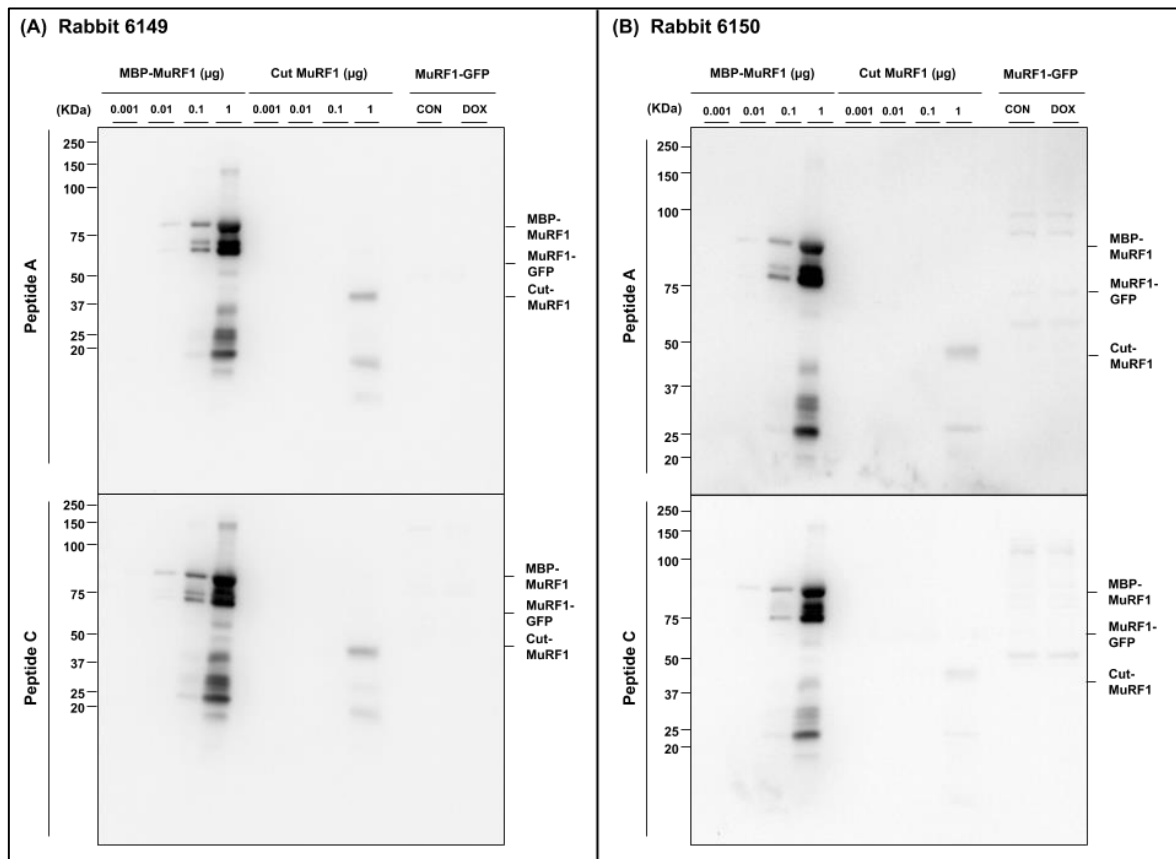 (A) Rabbit 6149
MBP-MuRF1 (µg) Cut MuRF1 (µg) MuRF1-GFP
(KDa) 0.001 0.01 0.1 1 0.001 0.01 0.1 1 CON DOX
Peptide A
250
150
100
75
50
37
25
20
MBP-
MuRF1
MuRF1-
GFP
Cut-
MuRF1
Peptide C
250
150
100
75
50
37
25
20
MBP-
MuRF1
MuRF1-
GFP
Cut-
MuRF1
(B) Rabbit 6150
MBP-MuRF1 (µg) Cut MuRF1 (µg) MuRF1-GFP
(KDa) 0.001 0.01 0.1 1 0.001 0.01 0.1 1 CON DOX
Peptide A
250
150
100
75
50
37
25
20
MBP-
MuRF1
MuRF1-
GFP
Cut-
MuRF1
Peptide C
250
150
100
75
50
37
25
20
MBP-
MuRF1
MuRF1-
GFP
Cut-
MuRF1